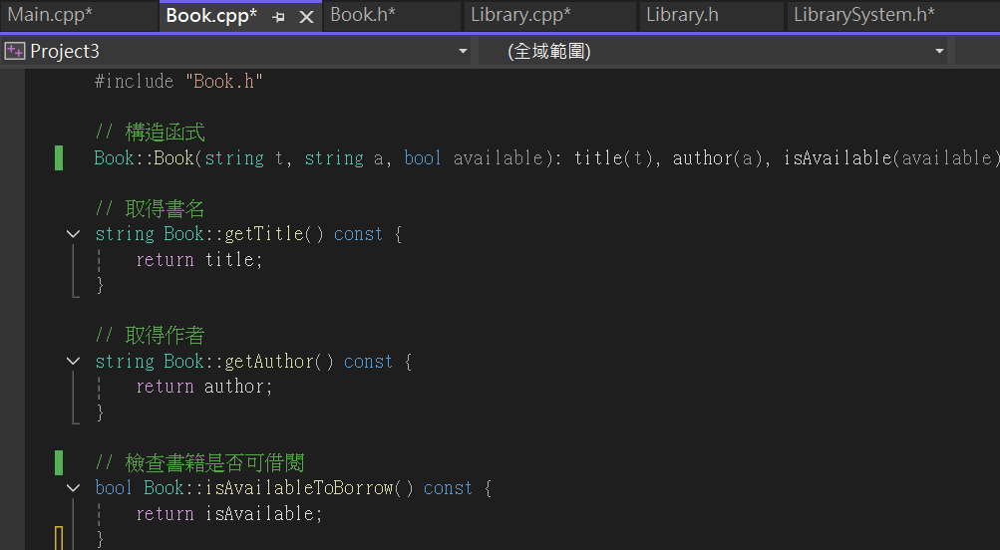 Main.cpp* Book.cpp* Book.h* Library.cpp* Library.h LibrarySystem.h*
Project3 (全域範圍)
#include "Book.h"
// 構造函式
Book::Book(string t, string a, bool available): title(t), author(a), isAvailable(available)
// 取得書名
string Book::getTitle() const {
return title;
}
// 取得作者
string Book::getAuthor() const {
return author;
}
// 檢查書籍是否可借閱
bool Book::isAvailableToBorrow() const {
return isAvailable;
}